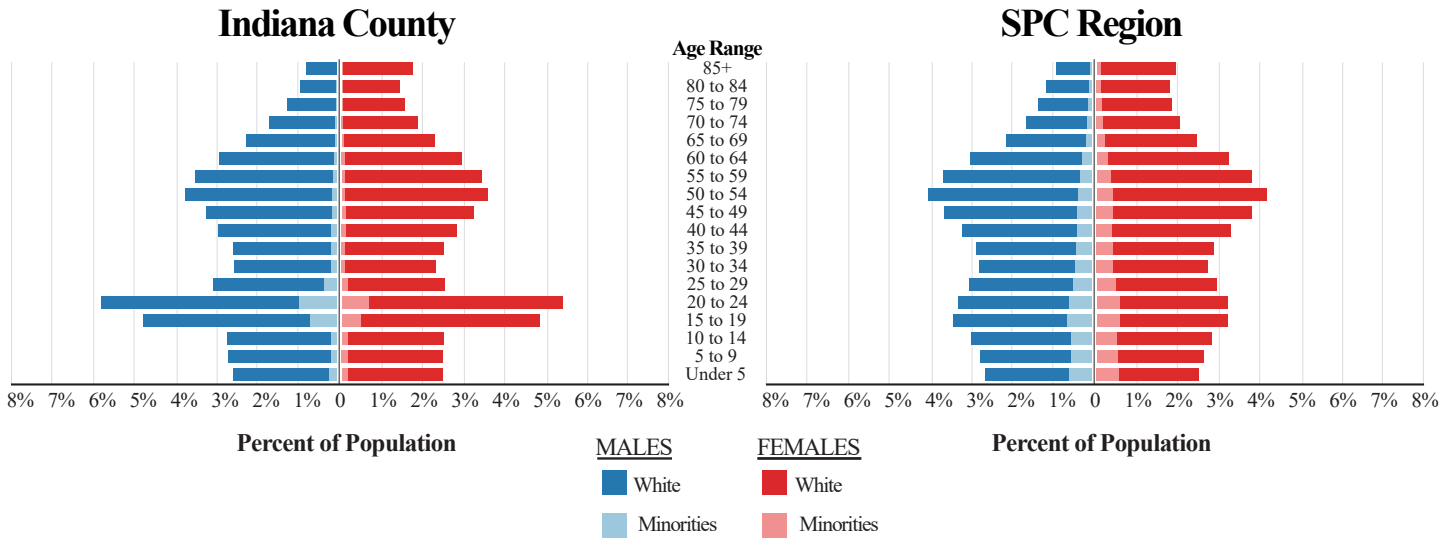 Indiana County
SPC Region
Age Range
85+
80 to 84
75 to 79
70 to 74
65 to 69
60 to 64
55 to 59
50 to 54
45 to 49
40 to 44
35 to 39
30 to 34
25 to 29
20 to 24
15 to 19
10 to 14
5 to 9
Under 5
8% 7% 6% 5% 4% 3% 2% 1% 0 1% 2% 3% 4% 5% 6% 7% 8%
8% 7% 6% 5% 4% 3% 2% 1% 0 1% 2% 3% 4% 5% 6% 7% 8%
Percent of Population
Percent of Population
MALES
White
Minorities
FEMALES
White
Minorities